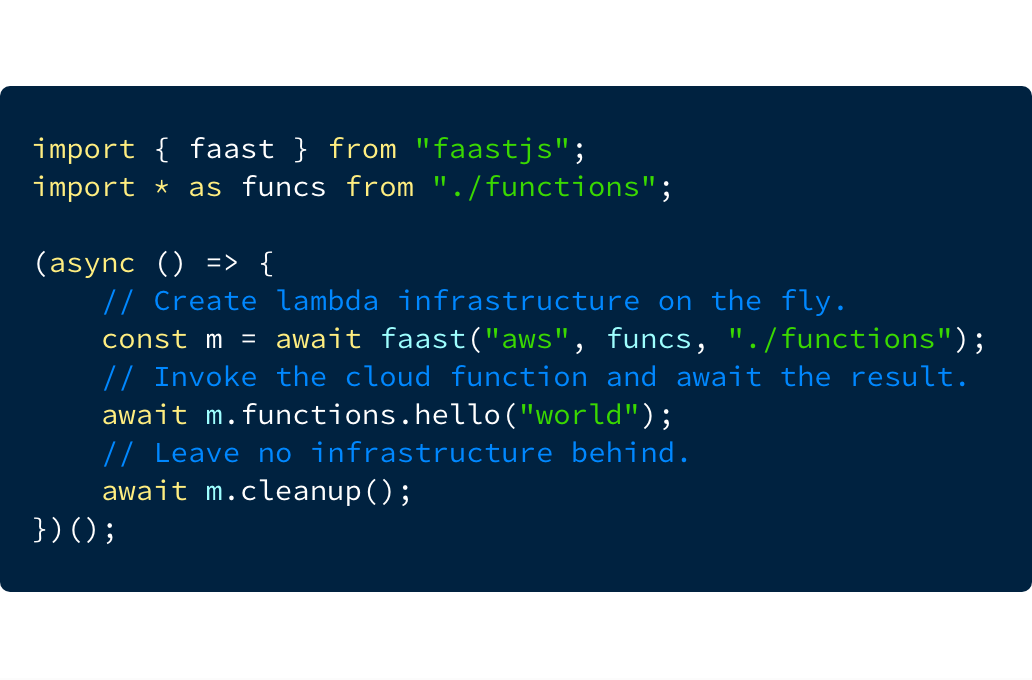 import { faast } from "faastjs";
import * as funcs from "./functions";

(async () => {
    // Create lambda infrastructure on the fly.
    const m = await faast("aws", funcs, "./functions");
    // Invoke the cloud function and await the result.
    await m.functions.hello("world");
    // Leave no infrastructure behind.
    await m.cleanup();
})();